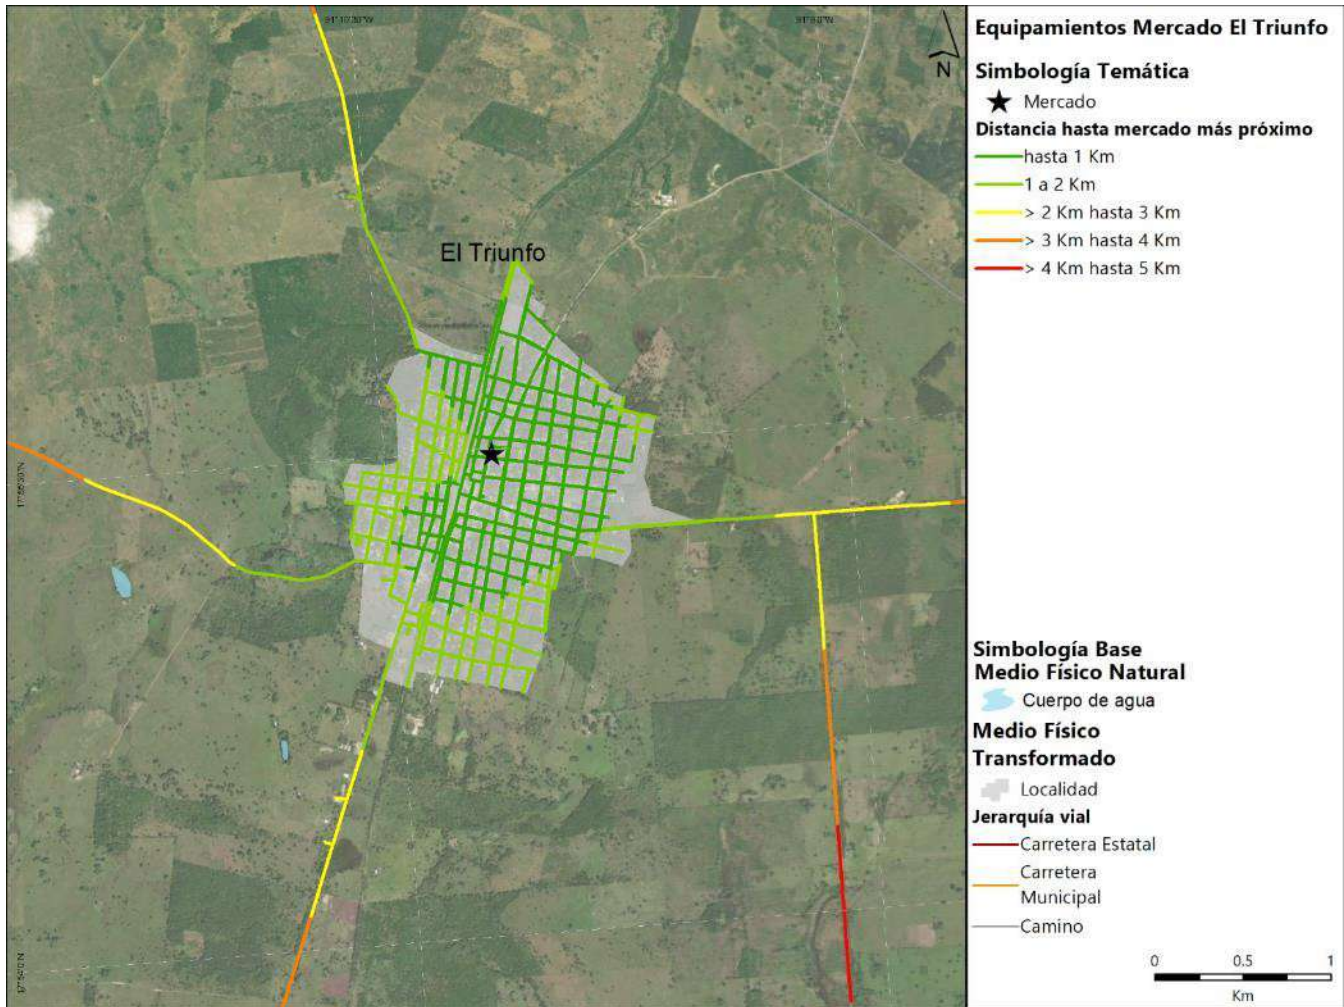 91°9'0"W
N
El Triunfo
Equipamientos Mercado El Triunfo
Simbología Temática
Mercado
Distancia hasta mercado más próximo
hasta 1 Km
1 a 2 Km
> 2 Km hasta 3 Km
> 3 Km hasta 4 Km
> 4 Km hasta 5 Km
Simbología Base
Medio Físico Natural
Cuerpo de agua
Medio Físico
Transformado
Localidad
Jerarquía vial
Carretera Estatal
Carretera
Municipal
Camino
0 0.5 1
Km